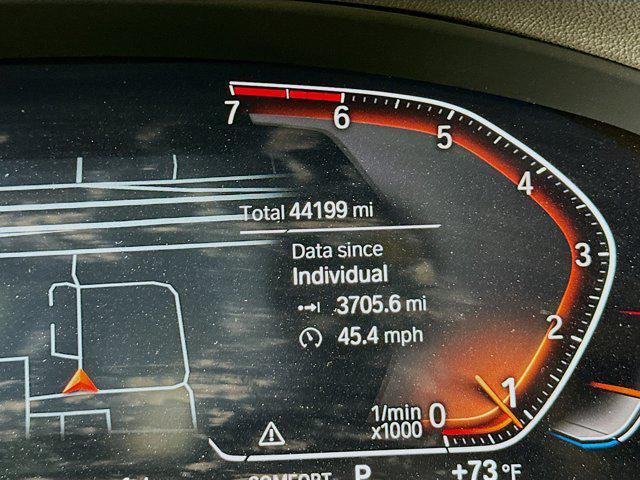 7 6 5 4 3 2 1 0
Total 44199 mi
Data since
Individual
3705.6 mi
45.4 mph
1/min
x1000
COMFORT P +73 °F